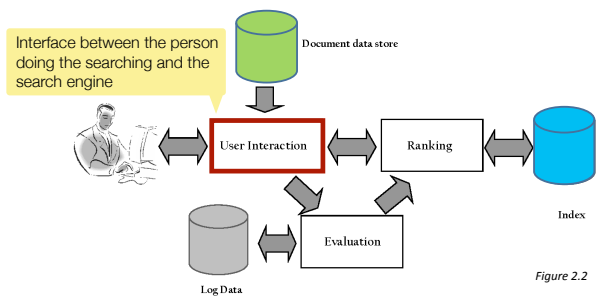 Interface between the person
doing the searching and the
search engine
Document data store
User Interaction
Ranking
Index
Evaluation
Log Data
Figure 2.2